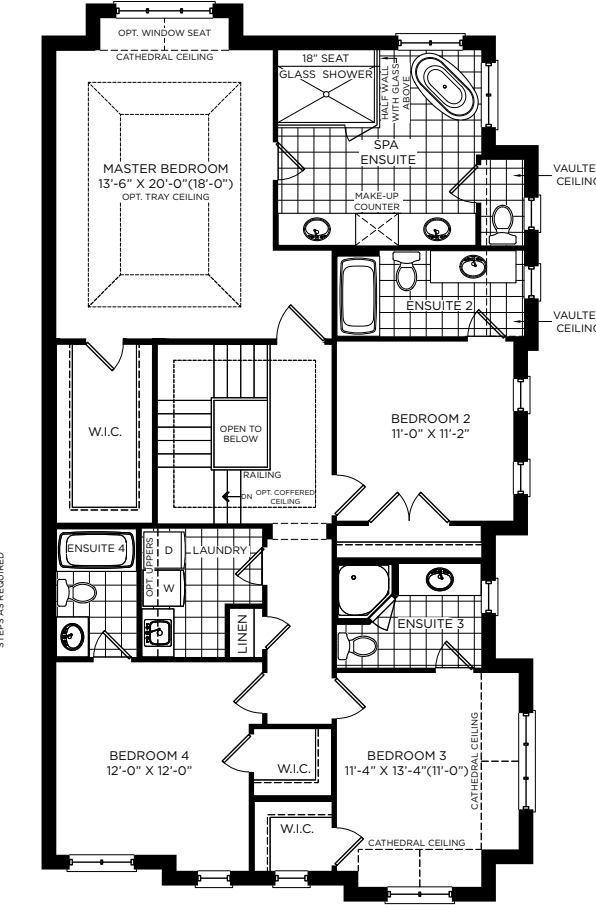 OPT. WINDOW SEAT
CATHEDRAL CEILING
18" SEAT
GLASS SHOWER
HALF WALL
WITH GLASS
ABOVE
SPA
ENSUITE
MAKE-UP
COUNTER
VAULTE
CEILING
MASTER BEDROOM
13'-6" X 20'-0"(18'-0")
OPT. TRAY CEILING
ENSUITE 2
VAULTE
CEILING
W.I.C.
OPEN TO
BELOW
RAILING
DN
OPT. COFFERED
CEILING
BEDROOM 2
11'-0" X 11'-2"
STEPS AS REQUIRED
ENSUITE 4
OPT. UPPERS
D
W
LAUNDRY
LINEN
ENSUITE 3
BEDROOM 4
12'-0" X 12'-0"
W.I.C.
BEDROOM 3
11'-4" X 13'-4"(11'-0")
CATHEDRAL CEILING
W.I.C.
CATHEDRAL CEILING